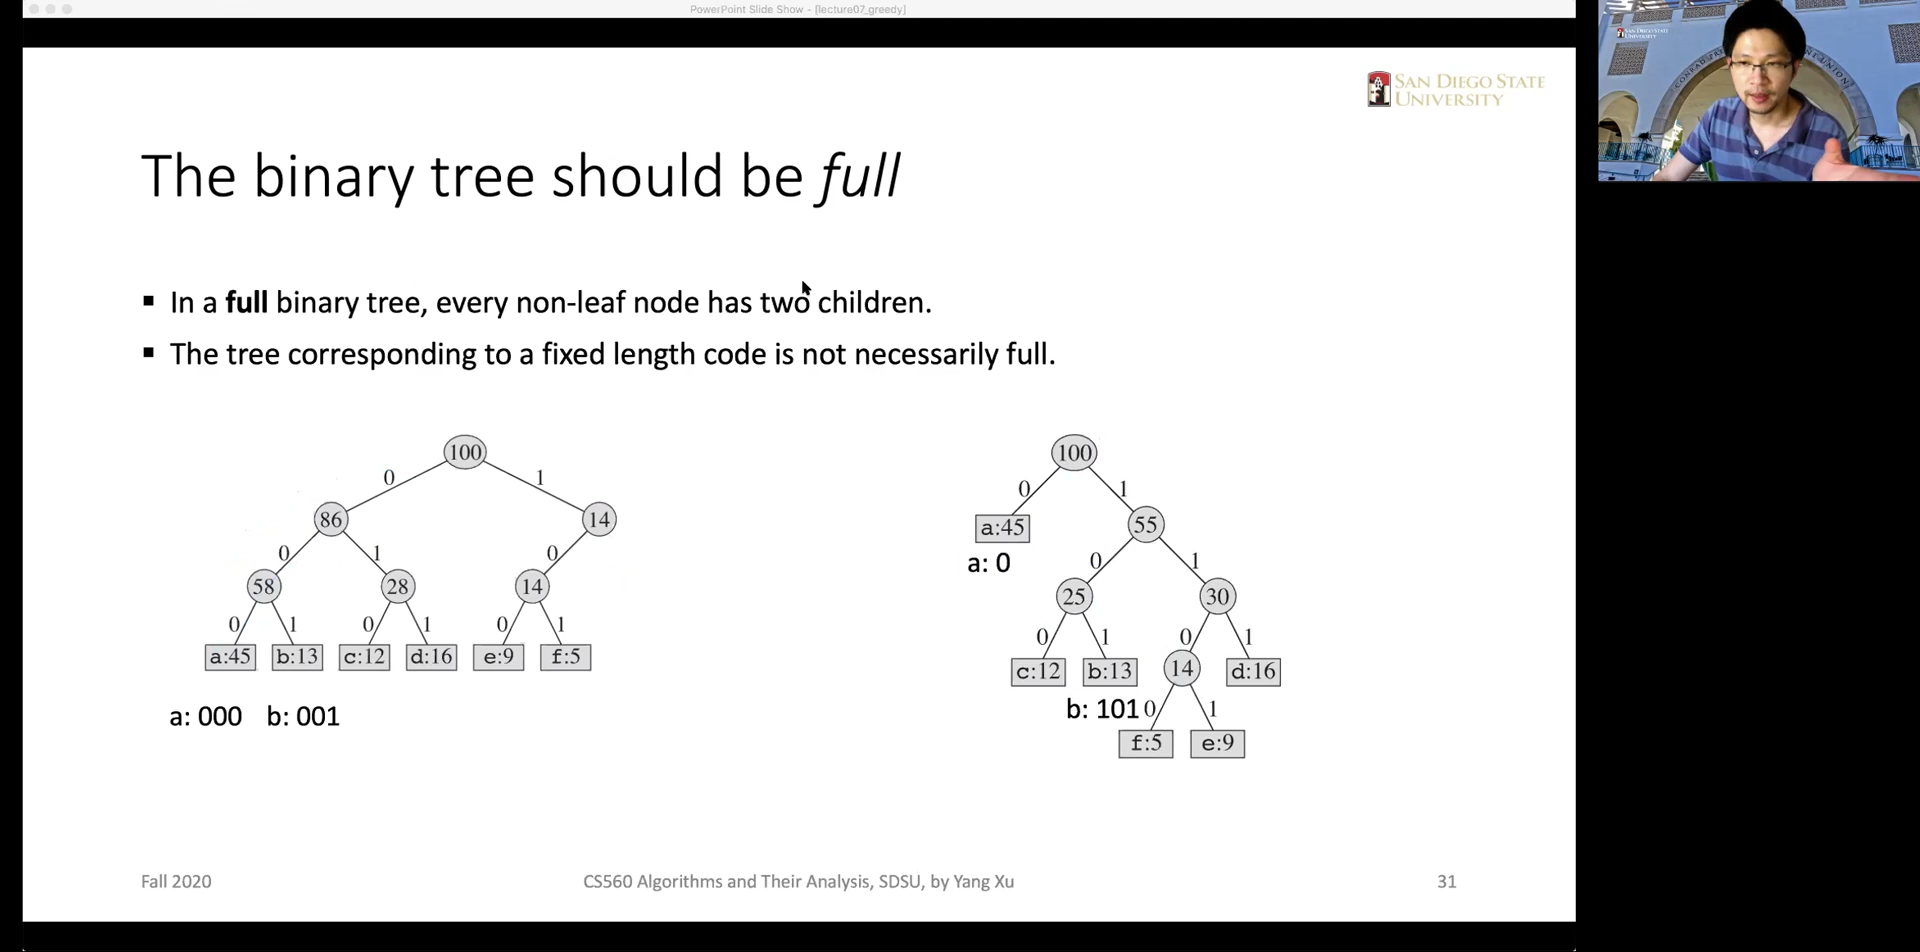 PowerPoint Slide Show - [lecture07_greedy]
SAN DIEGO STATE
UNIVERSITY
SAN DIEGO STATE
UNIVERSITY
The binary tree should be full
▪ In a full binary tree, every non-leaf node has two children.
▪ The tree corresponding to a fixed length code is not necessarily full.
100
0 1
86 14
0 1 0
58 28 14
0 1 0 1 0 1
a:45 b:13 c:12 d:16 e:9 f:5
a: 000 b: 001
100
0 1
a:45 55
a: 0 0 1
25 30
0 1 0 1
c:12 b:13 14 d:16
b: 101 0 1
f:5 e:9
Fall 2020 CS560 Algorithms and Their Analysis, SDSU, by Yang Xu 31